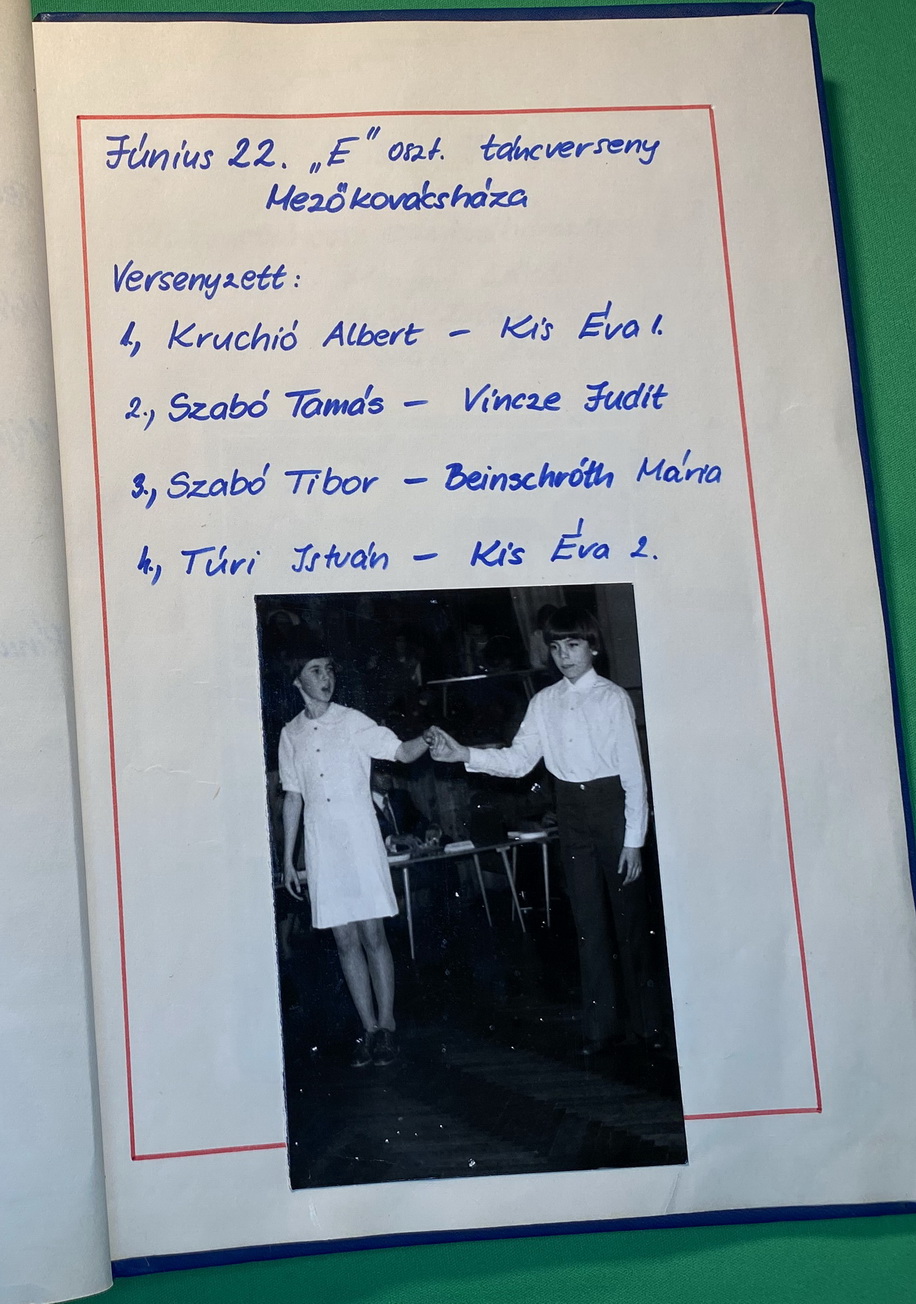 Június 22. „E” oszt. táncverseny
Mezőkovácsháza
Versenyzett:
1., Kruchió Albert - Kis Éva 1.
2., Szabó Tamás - Vincze Judit
3., Szabó Tibor - Beinschróth Mária
4., Túri István - Kis Éva 2.